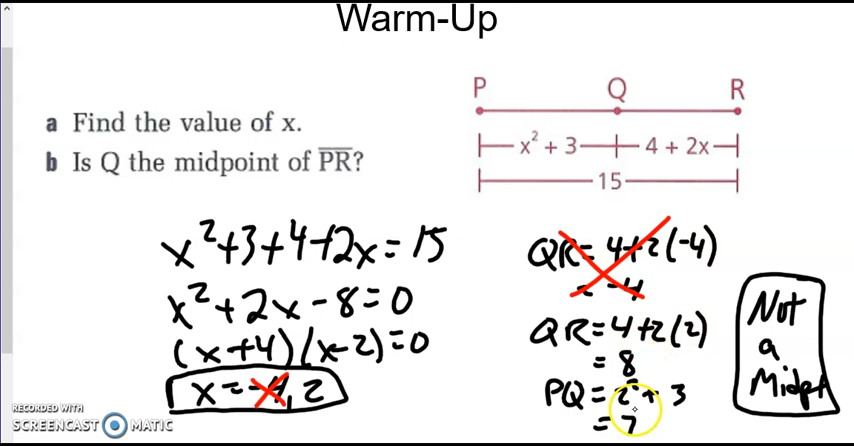 Warm-Up
a Find the value of x.
b Is Q the midpoint of PR?
P Q R
x² + 3 4 + 2x
15
x²+3+4+2x=15
x²+2x-8=0
(x+4)(x-2)=0
x=-4,2
QR=4+2(-4)
=-4
QR=4+2(2)
=8
PQ=2²+3
=7
Not
a
Midpt
RECORDED WITH
SCREENCAST MATIC